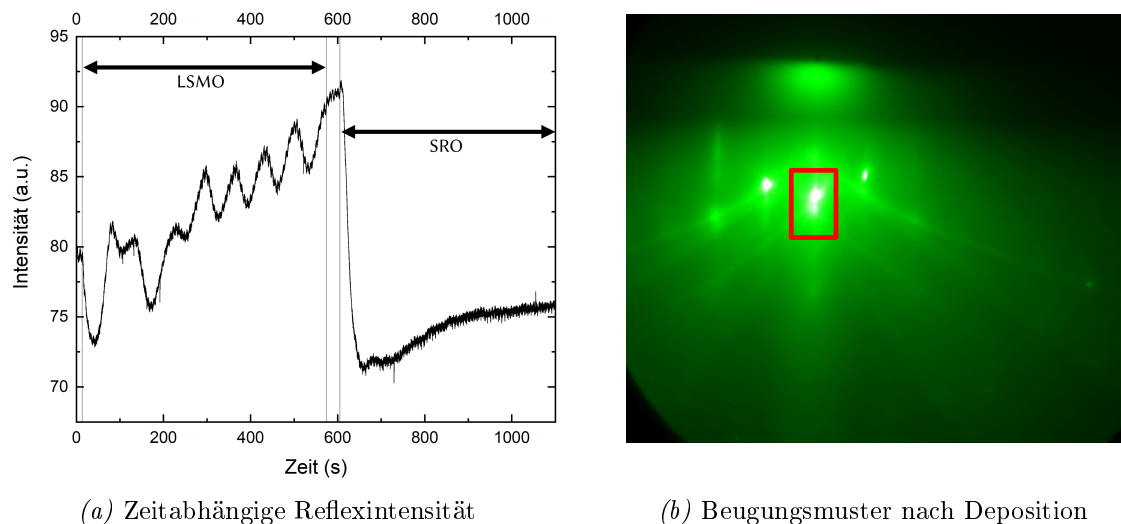 0 200 400 600 800 1000
95
90
85
80
75
70
Intensität (a.u.)
LSMO
SRO
0 200 400 600 800 1000
Zeit (s)
(a) Zeitabhängige Reflexintensität
(b) Beugungsmuster nach Deposition